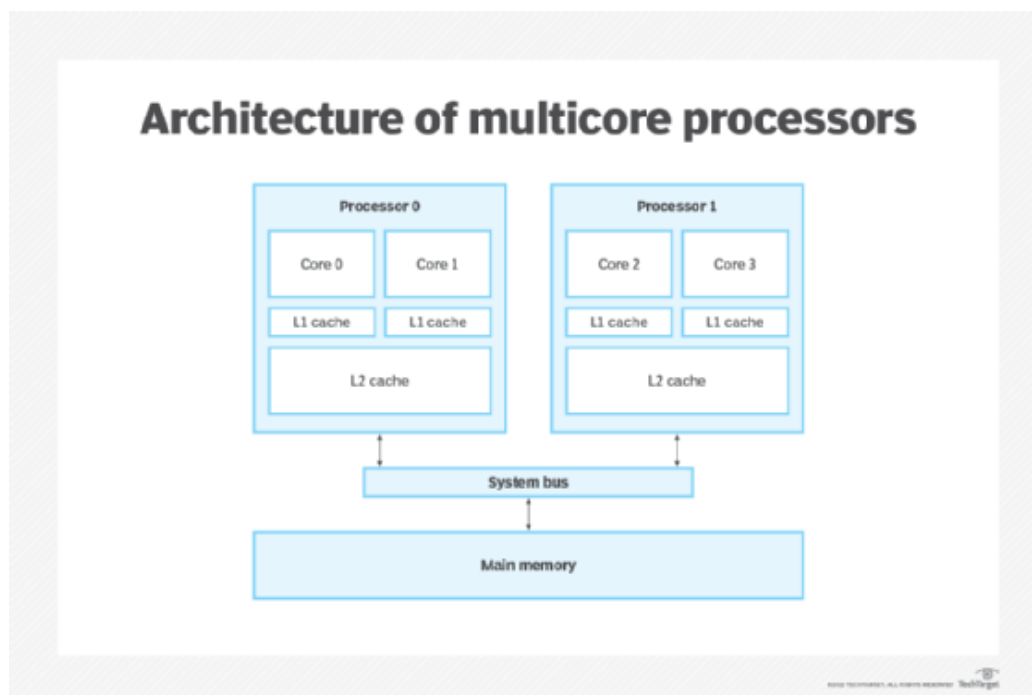 Architecture of multicore processors
Processor 0
Processor 1
Core 0
Core 1
Core 2
Core 3
L1 cache
L1 cache
L1 cache
L1 cache
L2 cache
L2 cache
System bus
Main memory
TechTarget